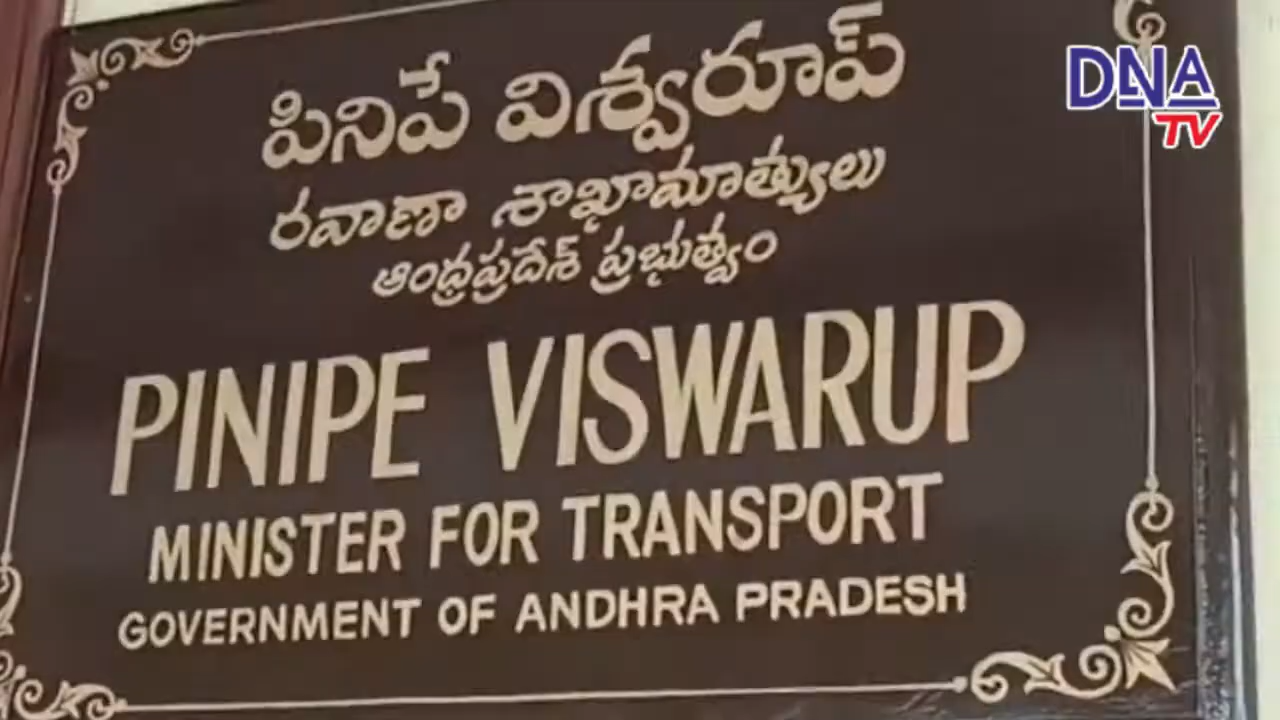 పినిపే విశ్వరూప్
రవాణా శాఖామాత్యులు
ఆంధ్రప్రదేశ్ ప్రభుత్వం
PINIPE VISWARUP
MINISTER FOR TRANSPORT
GOVERNMENT OF ANDHRA PRADESH
DNA
TV